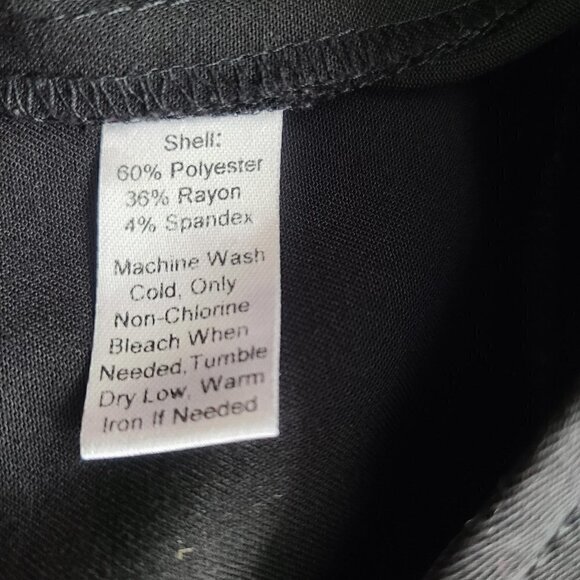 Shell:
60% Polyester
36% Rayon
4% Spandex
Machine Wash
Cold, Only
Non-Chlorine
Bleach When
Needed, Tumble
Dry Low, Warm
Iron If Needed